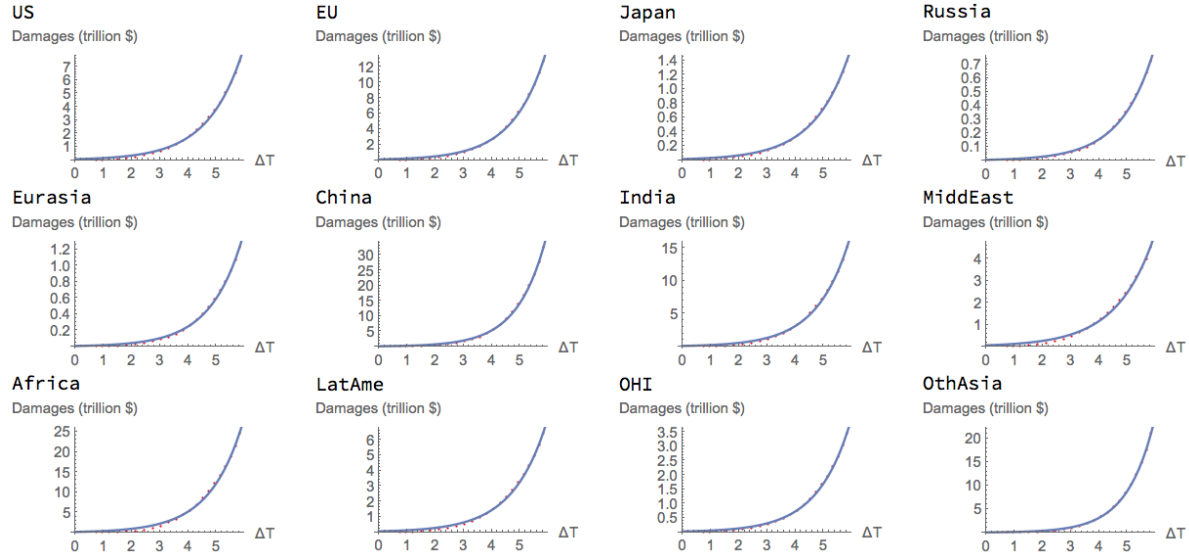 US EU Japan Russia
Damages (trillion $) Damages (trillion $) Damages (trillion $) Damages (trillion $)
7 6 5 4 3 2 1
0 1 2 3 4 5 ΔT
12 10 8 6 4 2
0 1 2 3 4 5 ΔT
1.4 1.2 1.0 0.8 0.6 0.4 0.2
0 1 2 3 4 5 ΔT
0.7 0.6 0.5 0.4 0.3 0.2 0.1
0 1 2 3 4 5 ΔT
Eurasia China India MiddEast
Damages (trillion $) Damages (trillion $) Damages (trillion $) Damages (trillion $)
1.2 1.0 0.8 0.6 0.4 0.2
0 1 2 3 4 5 ΔT
30 25 20 15 10 5
0 1 2 3 4 5 ΔT
15 10 5
0 1 2 3 4 5 ΔT
4 3 2 1
0 1 2 3 4 5 ΔT
Africa LatAme OHI OthAsia
Damages (trillion $) Damages (trillion $) Damages (trillion $) Damages (trillion $)
25 20 15 10 5
0 1 2 3 4 5 ΔT
6 5 4 3 2 1
0 1 2 3 4 5 ΔT
3.5 3.0 2.5 2.0 1.5 1.0 0.5
0 1 2 3 4 5 ΔT
20 15 10 5
0 1 2 3 4 5 ΔT